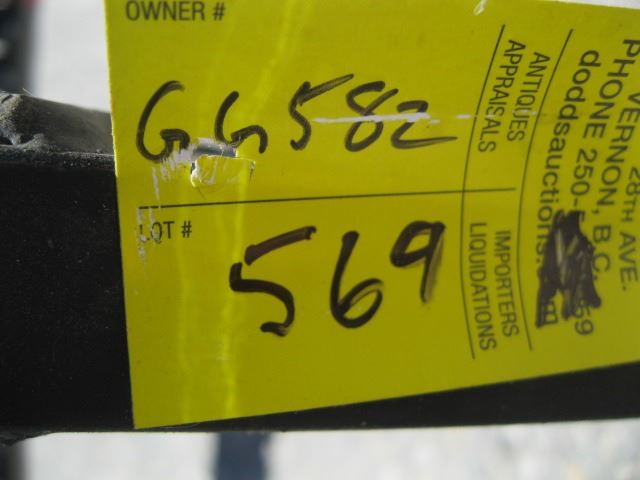 OWNER #
GG582
LOT #
569
ANTIQUES
APPRAISALS
IMPORTERS
LIQUIDATIONS
28TH AVE.
VERNON, B.C.
PHONE 250-
doddsauctions.